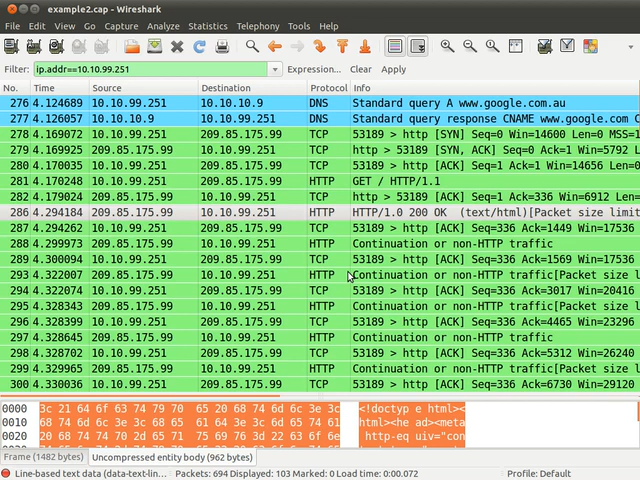 example2.cap - Wireshark
File Edit View Go Capture Analyze Statistics Telephony Tools Help
Filter: ip.addr==10.10.99.251 Expression... Clear Apply
No. Time Source Destination Protocol Info
276 4.124689 10.10.99.251 10.10.10.9 DNS Standard query A www.google.com.au
277 4.126057 10.10.10.9 10.10.99.251 DNS Standard query response CNAME www.google.com C
278 4.169072 10.10.99.251 209.85.175.99 TCP 53189 > http [SYN] Seq=0 Win=14600 Len=0 MSS=1
279 4.169925 209.85.175.99 10.10.99.251 TCP http > 53189 [SYN, ACK] Seq=0 Ack=1 Win=5792 L
280 4.170035 10.10.99.251 209.85.175.99 TCP 53189 > http [ACK] Seq=1 Ack=1 Win=14656 Len=0
281 4.170248 10.10.99.251 209.85.175.99 HTTP GET / HTTP/1.1
282 4.179024 209.85.175.99 10.10.99.251 TCP http > 53189 [ACK] Seq=1 Ack=336 Win=6912 Len=
286 4.294184 209.85.175.99 10.10.99.251 HTTP HTTP/1.0 200 OK (text/html)[Packet size limit
287 4.294262 10.10.99.251 209.85.175.99 TCP 53189 > http [ACK] Seq=336 Ack=1449 Win=17536
288 4.299973 209.85.175.99 10.10.99.251 HTTP Continuation or non-HTTP traffic
289 4.300094 10.10.99.251 209.85.175.99 TCP 53189 > http [ACK] Seq=336 Ack=1569 Win=17536
293 4.322007 209.85.175.99 10.10.99.251 HTTP Continuation or non-HTTP traffic[Packet size l
294 4.322074 10.10.99.251 209.85.175.99 TCP 53189 > http [ACK] Seq=336 Ack=3017 Win=20416
295 4.328343 209.85.175.99 10.10.99.251 HTTP Continuation or non-HTTP traffic[Packet size l
296 4.328399 10.10.99.251 209.85.175.99 TCP 53189 > http [ACK] Seq=336 Ack=4465 Win=23296
297 4.328645 209.85.175.99 10.10.99.251 HTTP Continuation or non-HTTP traffic
298 4.328702 10.10.99.251 209.85.175.99 TCP 53189 > http [ACK] Seq=336 Ack=5312 Win=26240
299 4.329965 209.85.175.99 10.10.99.251 HTTP Continuation or non-HTTP traffic[Packet size l
300 4.330036 10.10.99.251 209.85.175.99 TCP 53189 > http [ACK] Seq=336 Ack=6730 Win=29120
0000 3c 21 64 6f 63 74 79 70 65 20 68 74 6d 6c 3e 3c <!doctyp e html><
0010 68 74 6d 6c 3e 3c 68 65 61 64 3e 3c 6d 65 74 61 html><he ad><meta
0020 20 68 74 74 70 2d 65 71 75 69 76 3d 22 63 6f 6e http-eq uiv="con
Frame (1482 bytes) Uncompressed entity body (962 bytes)
Line-based text data (data-text-lin... Packets: 694 Displayed: 103 Marked: 0 Load time: 0:00.072 Profile: Default